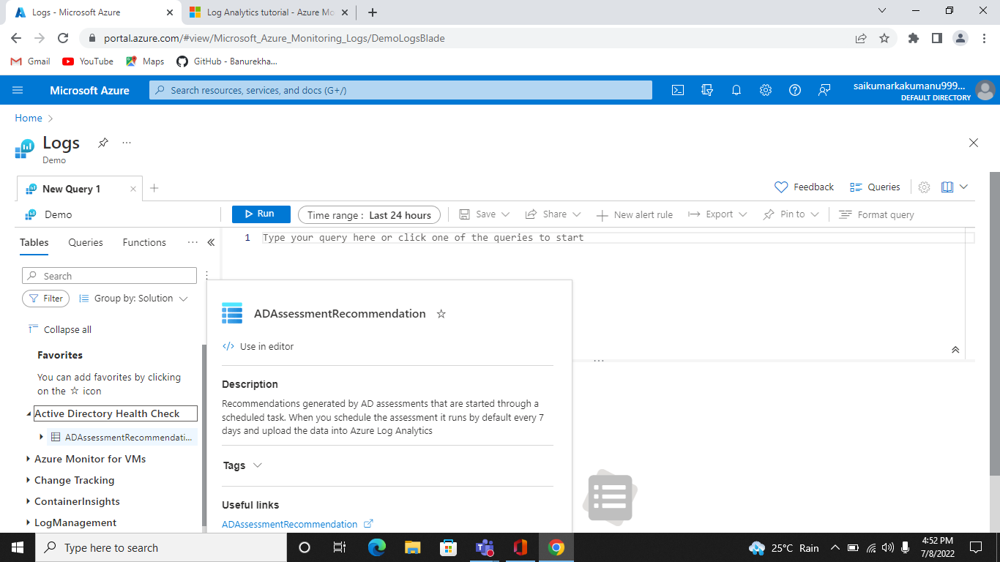 Logs - Microsoft Azure
Log Analytics tutorial - Azure Mo
portal.azure.com/#view/Microsoft_Azure_Monitoring_Logs/DemoLogsBlade
Gmail
YouTube
Maps
GitHub - Banurekha...
Microsoft Azure
Search resources, services, and docs (G+/)
saikumarkakumanu999...
DEFAULT DIRECTORY
Home
Logs
Demo
New Query 1
Feedback
Queries
Demo
Run
Time range : Last 24 hours
Save
Share
New alert rule
Export
Pin to
Format query
Tables
Queries
Functions
1 Type your query here or click one of the queries to start
Search
Filter
Group by: Solution
Collapse all
Favorites
You can add favorites by clicking
on the ☆ icon
Active Directory Health Check
ADAssessmentRecommendati...
Azure Monitor for VMs
Change Tracking
ContainerInsights
LogManagement
ADAssessmentRecommendation
</> Use in editor
Description
Recommendations generated by AD assessments that are started through a
scheduled task. When you schedule the assessment it runs by default every 7
days and upload the data into Azure Log Analytics
Tags
Useful links
ADAssessmentRecommendation
Type here to search
25°C Rain
4:52 PM
7/8/2022